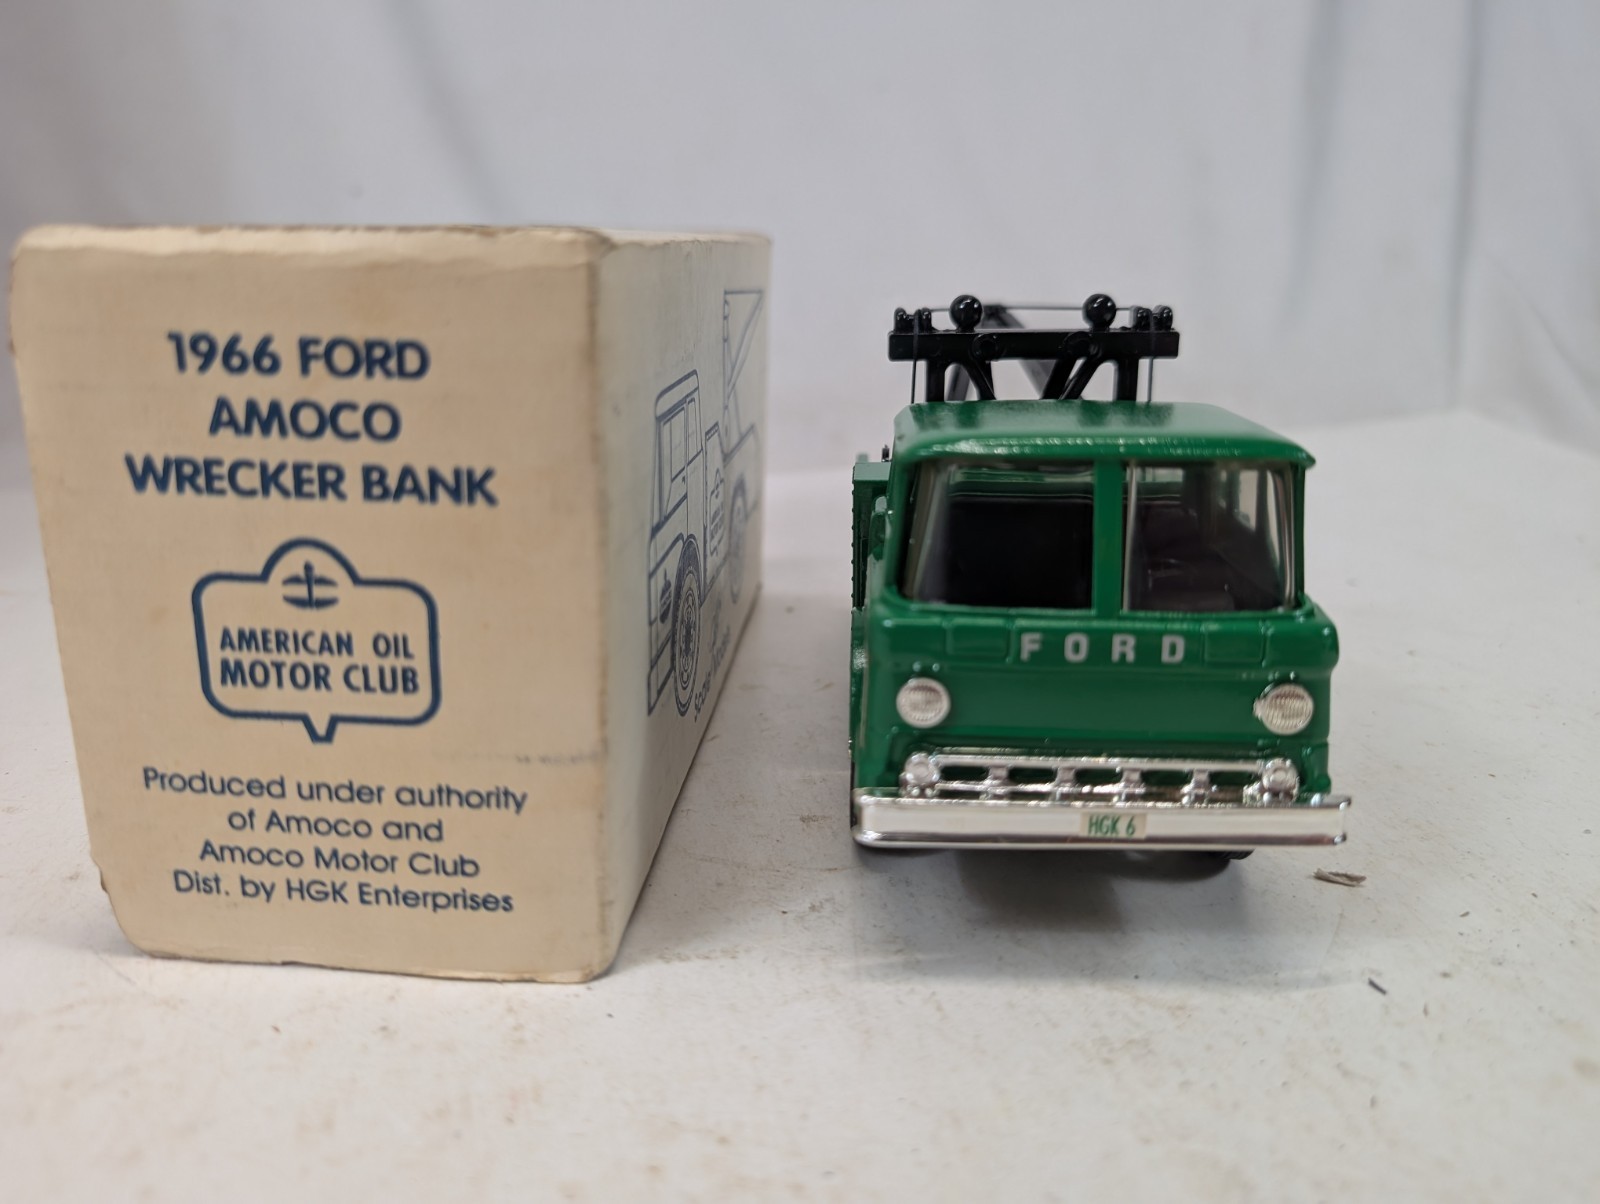 1966 FORD
AMOCO
WRECKER BANK
AMERICAN OIL
MOTOR CLUB
Produced under authority
of Amoco and
Amoco Motor Club
Dist. by HGK Enterprises
FORD
HGK 6